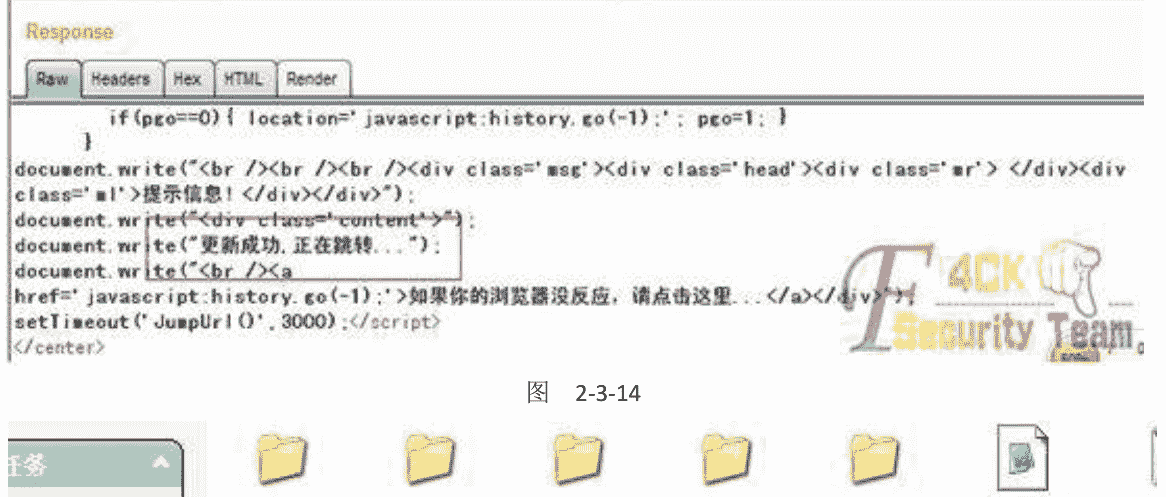 Response
Raw Headers Hex HTML Render
if(pgo==0){ location='javascript:history.go(-1);'; pgo=1; }
}
document.write("<br /><br /><br /><div class='msg'><div class='head'><div class='mr'> </div><div
class='ml'>提示信息! </div></div>");
document.write("<div class='content'>");
document.write("更新成功,正在跳转...");
document.write("<br /><a
href='javascript:history.go(-1);'>如果你的浏览器没反应，请点击这里...</a></div>");
setTimeout('JumpUrl()',3000);</script>
</center>
F4CK
Security Team
图 2-3-14
任务